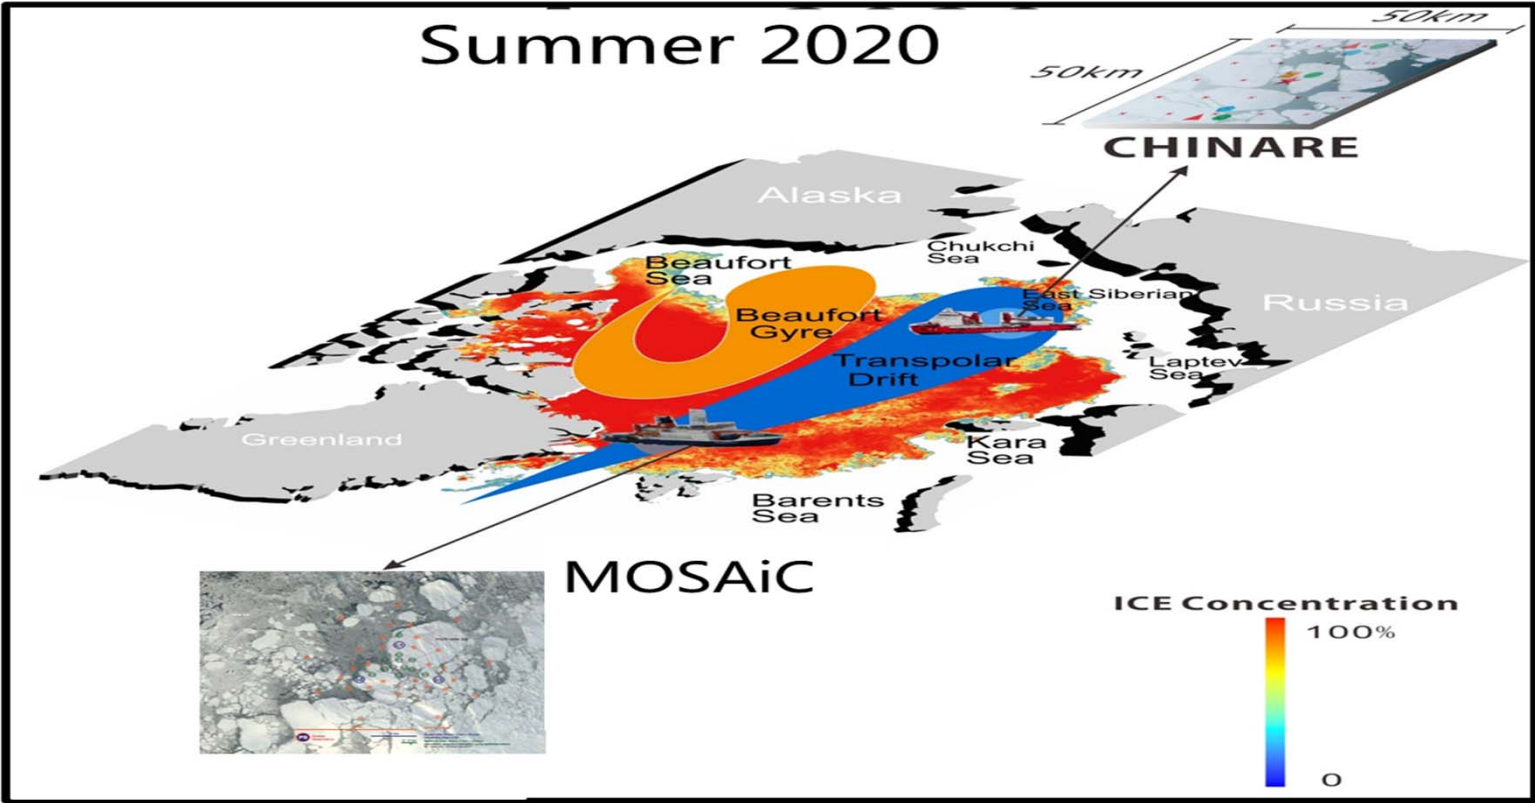 Summer 2020
50km
50km
CHINARE
Alaska
Chukchi
Sea
Beaufort
Sea
East Siberian
Sea
Russia
Beaufort
Gyre
Transpolar
Drift
Laptev
Sea
Greenland
Kara
Sea
Barents
Sea
MOSAiC
ICE Concentration
100%
0